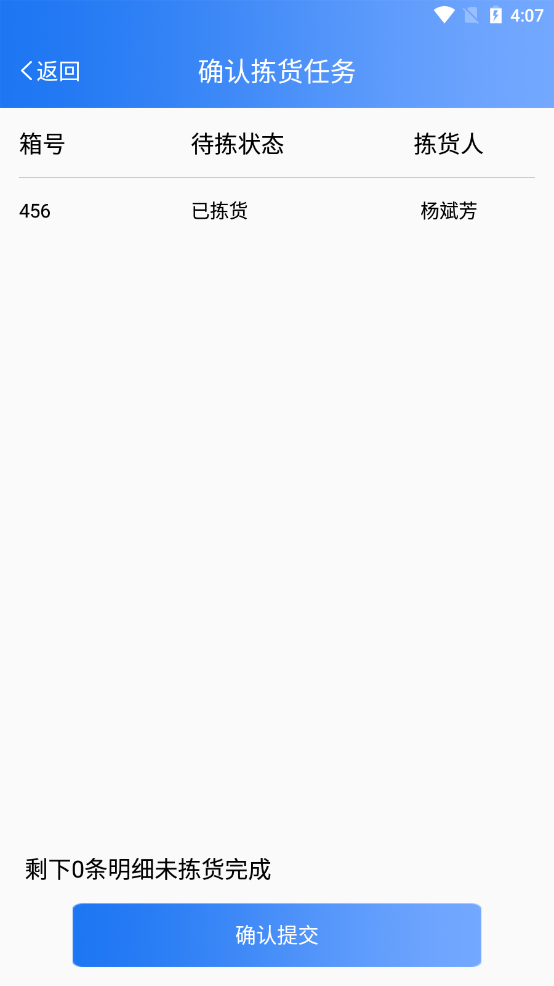 4:07
返回 确认拣货任务
箱号 待拣状态 拣货人
456 已拣货 杨斌芳
剩下0条明细未拣货完成
确认提交